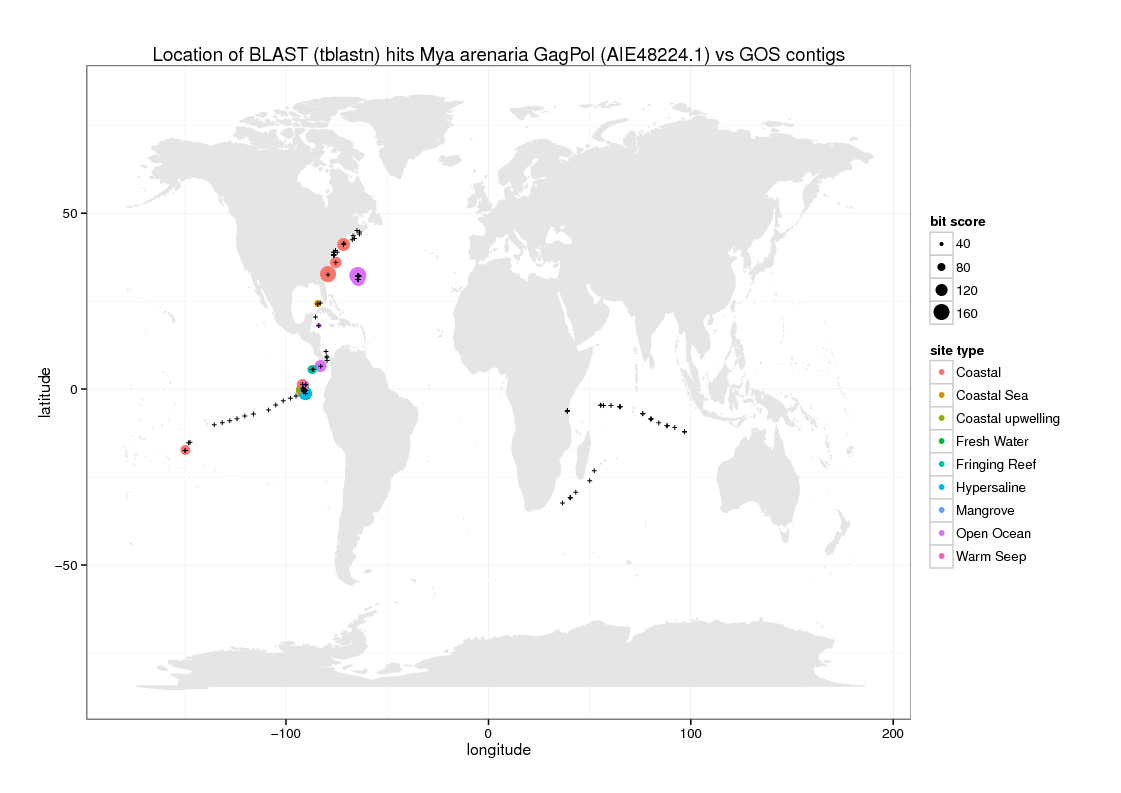 Location of BLAST (tblastn) hits Mya arenaria GagPol (AIE48224.1) vs GOS contigs
50
0
−50
latitude
−100
0
100
200
longitude
bit score
40
80
120
160
site type
Coastal
Coastal Sea
Coastal upwelling
Fresh Water
Fringing Reef
Hypersaline
Mangrove
Open Ocean
Warm Seep